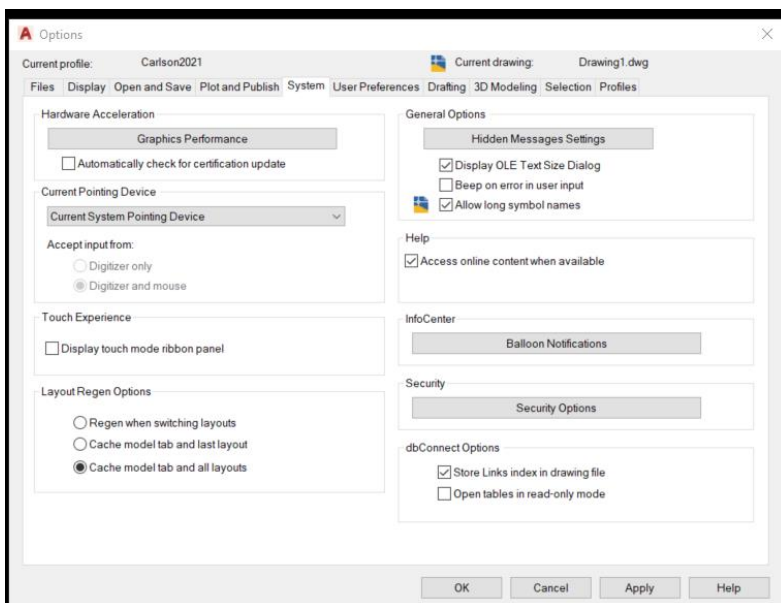 A Options
Current profile: Carlson2021 Current drawing: Drawing1.dwg
Files Display Open and Save Plot and Publish System User Preferences Drafting 3D Modeling Selection Profiles
Hardware Acceleration
Graphics Performance
Automatically check for certification update
Current Pointing Device
Current System Pointing Device
Accept input from:
Digitizer only
Digitizer and mouse
Touch Experience
Display touch mode ribbon panel
Layout Regen Options
Regen when switching layouts
Cache model tab and last layout
Cache model tab and all layouts
General Options
Hidden Messages Settings
Display OLE Text Size Dialog
Beep on error in user input
Allow long symbol names
Help
Access online content when available
InfoCenter
Balloon Notifications
Security
Security Options
dbConnect Options
Store Links index in drawing file
Open tables in read-only mode
OK Cancel Apply Help